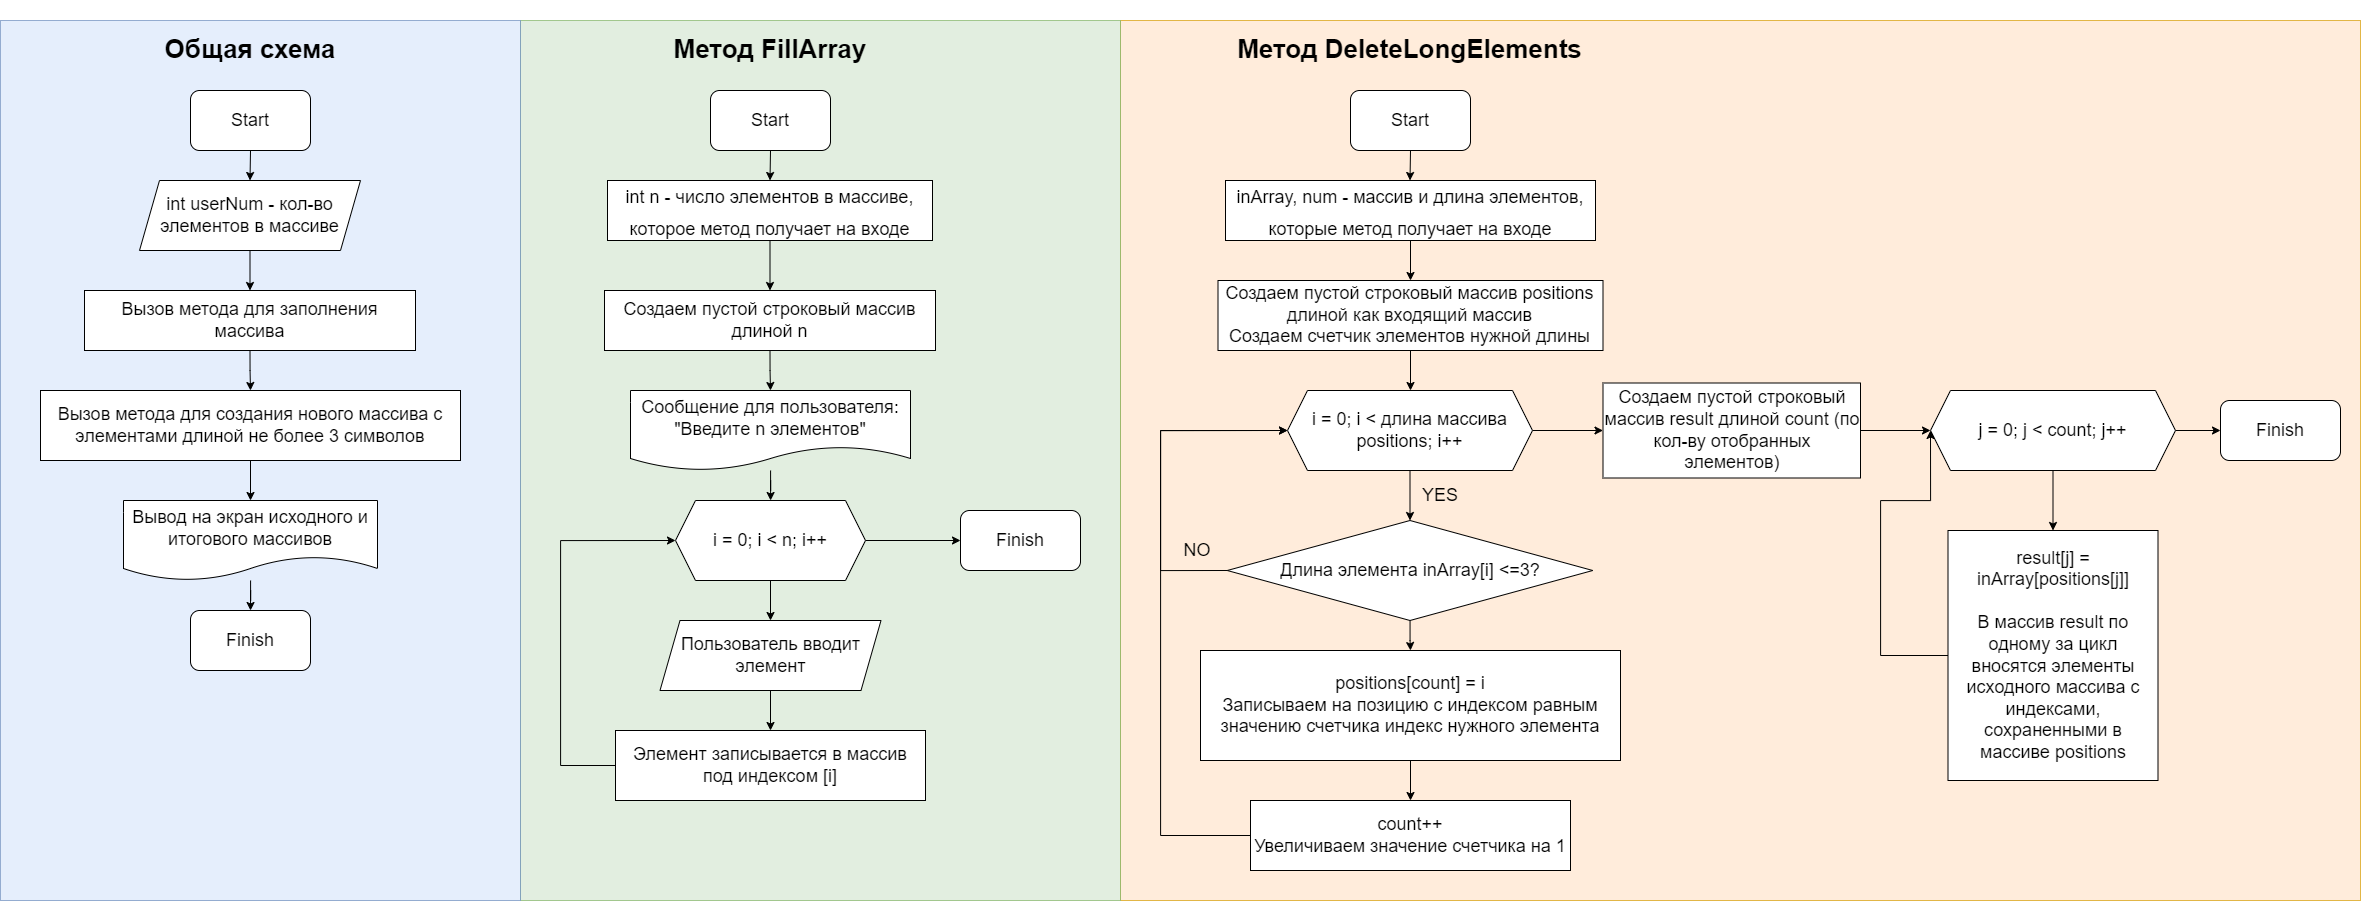 Общая схема
Start
int userNum - кол-во
элементов в массиве
Вызов метода для заполнения
массива
Вызов метода для создания нового массива с
элементами длиной не более 3 символов
Вывод на экран исходного и
итогового массивов
Finish
Метод FillArray
Start
int n - число элементов в массиве,
которое метод получает на входе
Создаем пустой строковый массив
длиной n
Сообщение для пользователя:
"Введите n элементов"
i = 0; i < n; i++
Finish
Пользователь вводит
элемент
Элемент записывается в массив
под индексом [i]
Метод DeleteLongElements
Start
inArray, num - массив и длина элементов,
которые метод получает на входе
Создаем пустой строковый массив positions
длиной как входящий массив
Создаем счетчик элементов нужной длины
i = 0; i < длина массива
positions; i++
YES
NO
Длина элемента inArray[i] <=3?
positions[count] = i
Записываем на позицию с индексом равным
значению счетчика индекс нужного элемента
count++
Увеличиваем значение счетчика на 1
Создаем пустой строковый
массив result длиной count (по
кол-ву отобранных
элементов)
j = 0; j < count; j++
Finish
result[j] =
inArray[positions[j]]
В массив result по
одному за цикл
вносятся элементы
исходного массива с
индексами,
сохраненными в
массиве positions